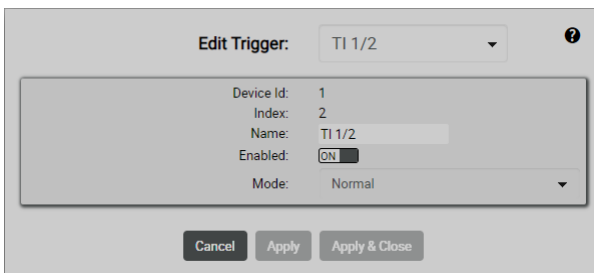 Edit Trigger: TI 1/2 ?
Device Id: 1
Index: 2
Name: TI 1/2
Enabled: ON
Mode: Normal
Cancel Apply Apply & Close